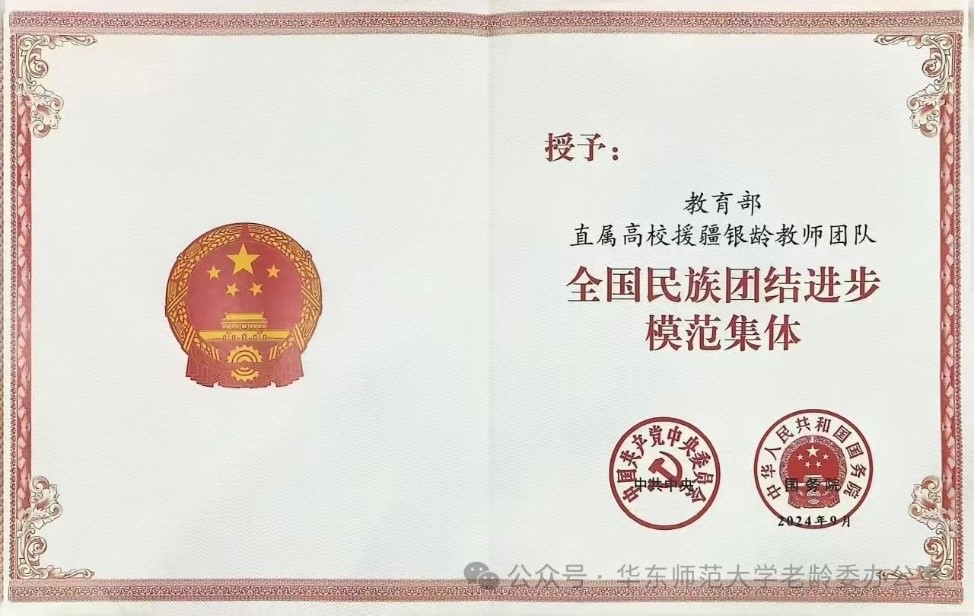 授予：
教育部
直属高校援疆银龄教师团队
全国民族团结进步
模范集体
中国共产党中央委员会
中共中央
中华人民共和国国务院
国务院
2024年9月
公众号·华东师范大学老龄委办公室